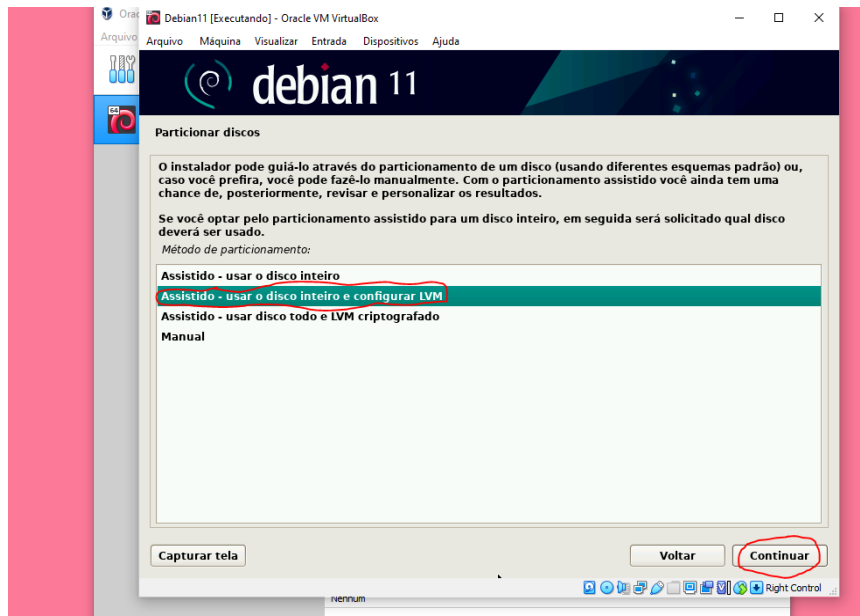 Orac
Debian11 [Executando] - Oracle VM VirtualBox
Arquivo
Arquivo Máquina Visualizar Entrada Dispositivos Ajuda
debian 11
64
Particionar discos
O instalador pode guiá-lo através do particionamento de um disco (usando diferentes esquemas padrão) ou,
caso você prefira, você pode fazê-lo manualmente. Com o particionamento assistido você ainda tem uma
chance de, posteriormente, revisar e personalizar os resultados.
Se você optar pelo particionamento assistido para um disco inteiro, em seguida será solicitado qual disco
deverá ser usado.
Método de particionamento:
Assistido - usar o disco inteiro
Assistido - usar o disco inteiro e configurar LVM
Assistido - usar disco todo e LVM criptografado
Manual
Capturar tela
Voltar
Continuar
Right Control
Nenhum